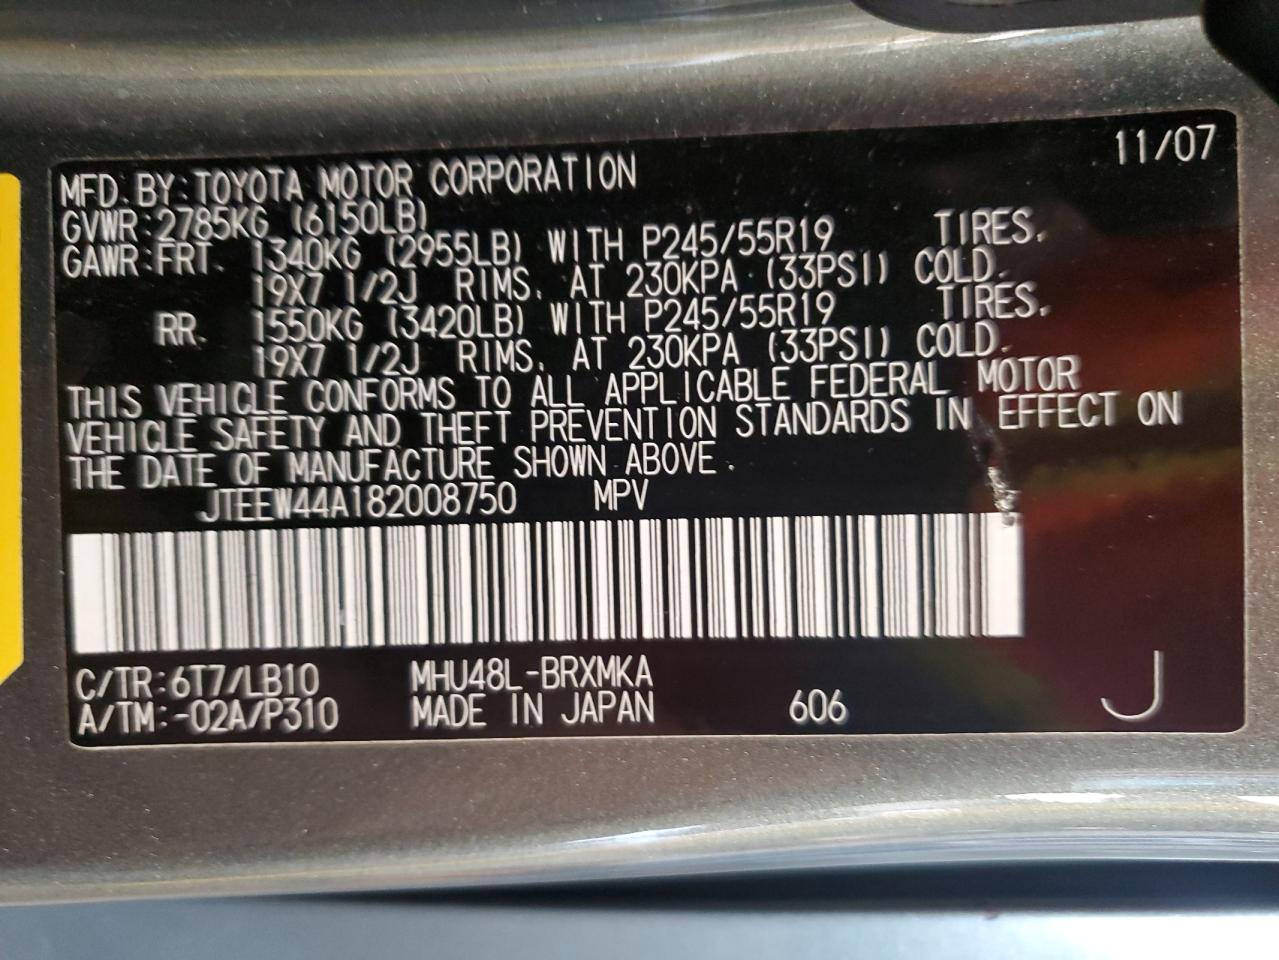 11/07
MFD. BY:TOYOTA MOTOR CORPORATION
GVWR:2785KG (6150LB)
GAWR:FRT. 1340KG (2955LB) WITH P245/55R19 TIRES,
19X7 1/2J RIMS, AT 230KPA (33PSI) COLD.
RR. 1550KG (3420LB) WITH P245/55R19 TIRES,
19X7 1/2J RIMS, AT 230KPA (33PSI) COLD.
THIS VEHICLE CONFORMS TO ALL APPLICABLE FEDERAL MOTOR
VEHICLE SAFETY AND THEFT PREVENTION STANDARDS IN EFFECT ON
THE DATE OF MANUFACTURE SHOWN ABOVE.
JTEEW44A182008750 MPV
C/TR:6T7/LB10 MHU48L-BRXMKA
A/TM:-02A/P310 MADE IN JAPAN 606 J